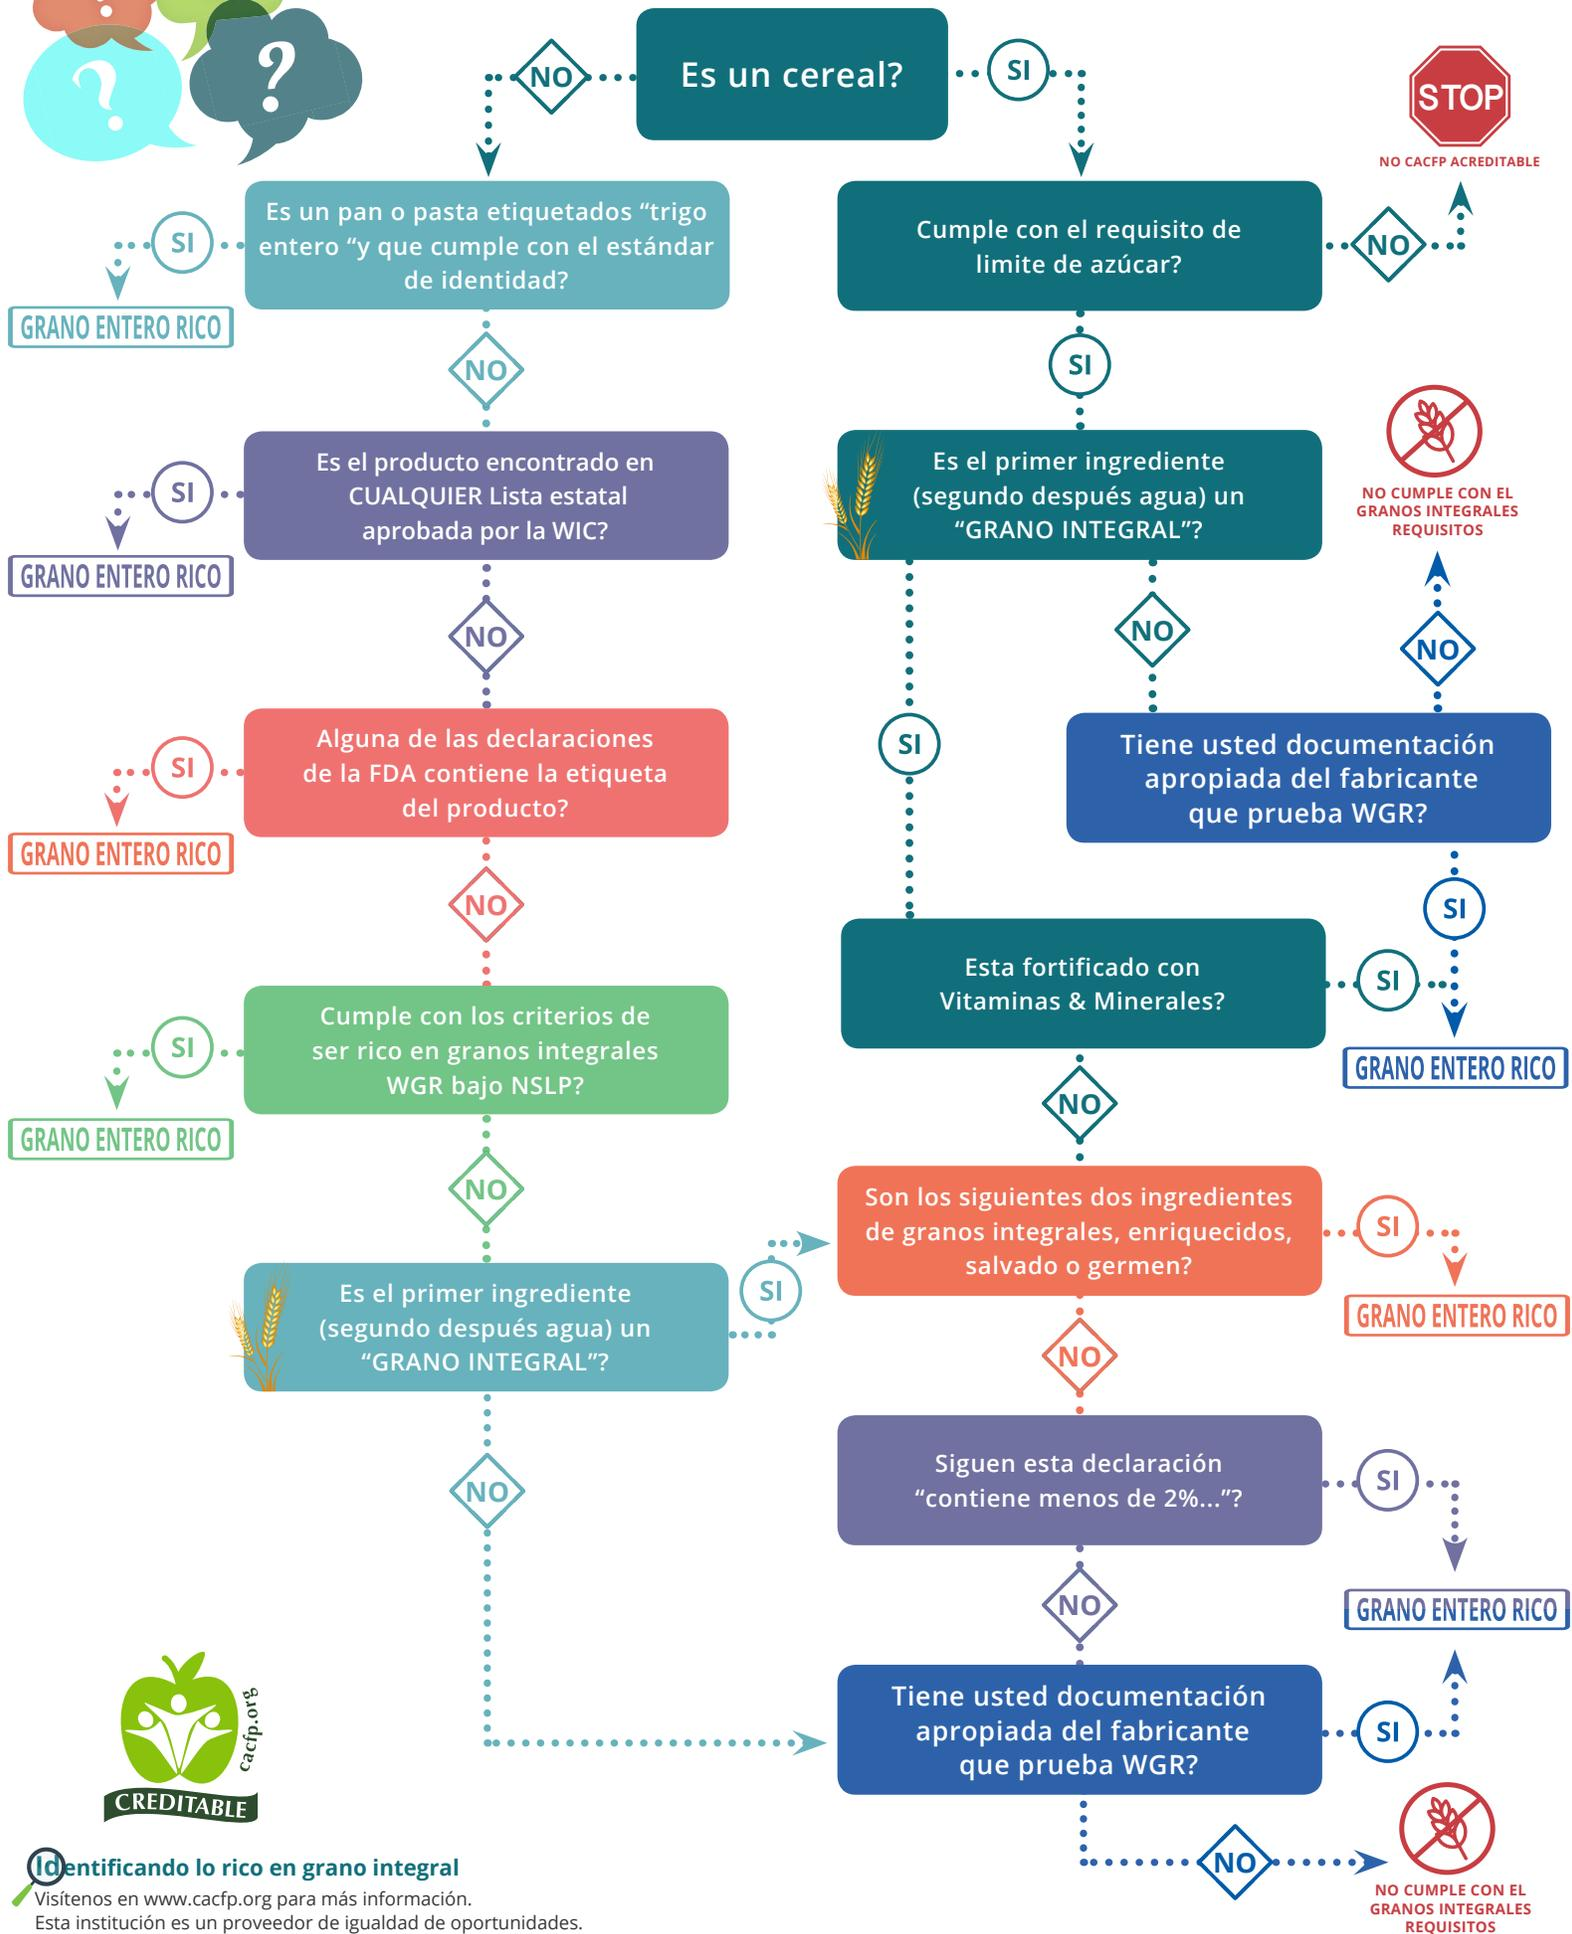 ?
?
?
Es un cereal?
NO
SI
STOP
NO CACFP ACREDITABLE
Es un pan o pasta etiquetados “trigo
entero “y que cumple con el estándar
de identidad?
SI
GRANO ENTERO RICO
NO
Cumple con el requisito de
limite de azúcar?
NO
SI
Es el producto encontrado en
CUALQUIER Lista estatal
aprobada por la WIC?
SI
GRANO ENTERO RICO
NO
Es el primer ingrediente
(segundo después agua) un
“GRANO INTEGRAL”?
NO
SI
NO CUMPLE CON EL
GRANOS INTEGRALES
REQUISITOS
NO
Alguna de las declaraciones
de la FDA contiene la etiqueta
del producto?
SI
GRANO ENTERO RICO
NO
Tiene usted documentación
apropiada del fabricante
que prueba WGR?
SI
Cumple con los criterios de
ser rico en granos integrales
WGR bajo NSLP?
SI
GRANO ENTERO RICO
NO
Esta fortificado con
Vitaminas & Minerales?
SI
GRANO ENTERO RICO
NO
Es el primer ingrediente
(segundo después agua) un
“GRANO INTEGRAL”?
SI
NO
Son los siguientes dos ingredientes
de granos integrales, enriquecidos,
salvado o germen?
SI
GRANO ENTERO RICO
NO
Siguen esta declaración
“contiene menos de 2%...”?
SI
GRANO ENTERO RICO
NO
Tiene usted documentación
apropiada del fabricante
que prueba WGR?
SI
NO
NO CUMPLE CON EL
GRANOS INTEGRALES
REQUISITOS
cacfp.org
CREDITABLE
Identificando lo rico en grano integral
Visítenos en www.cacfp.org para más información.
Esta institución es un proveedor de igualdad de oportunidades.